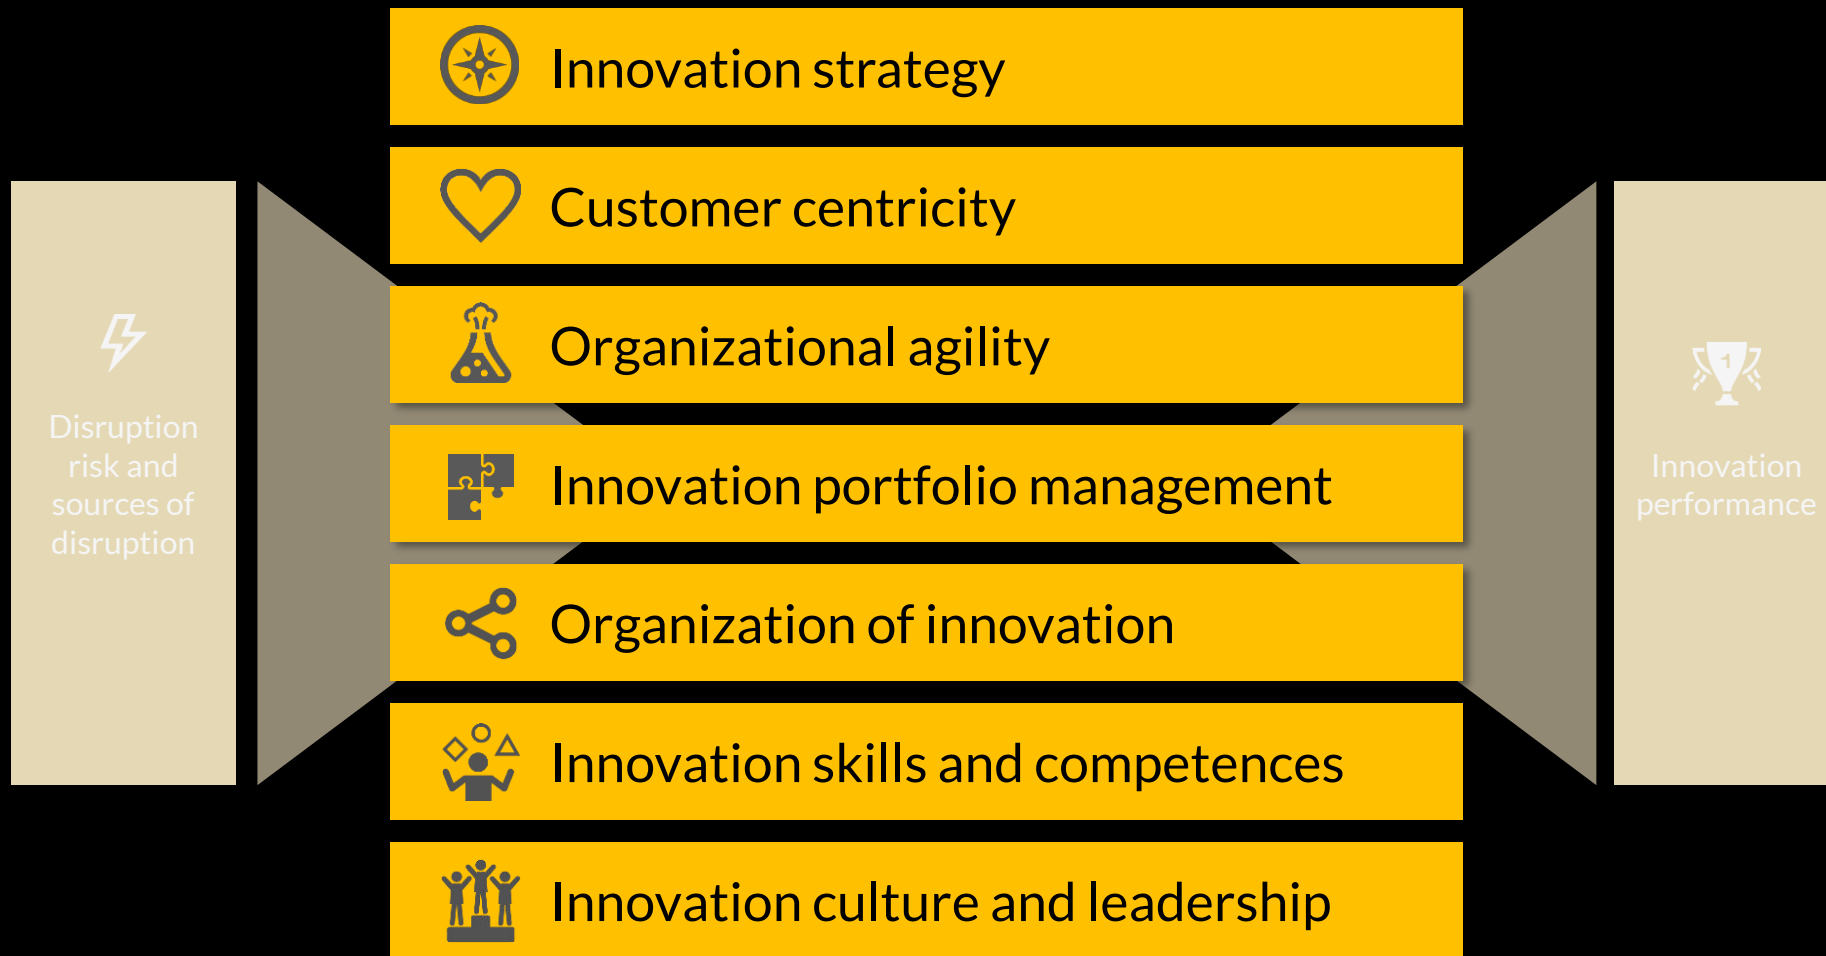 Innovation strategy
Customer centricity
Organizational agility
Innovation portfolio management
Organization of innovation
Innovation skills and competences
Innovation culture and leadership
Disruption
risk and
sources of
disruption
1
Innovation
performance